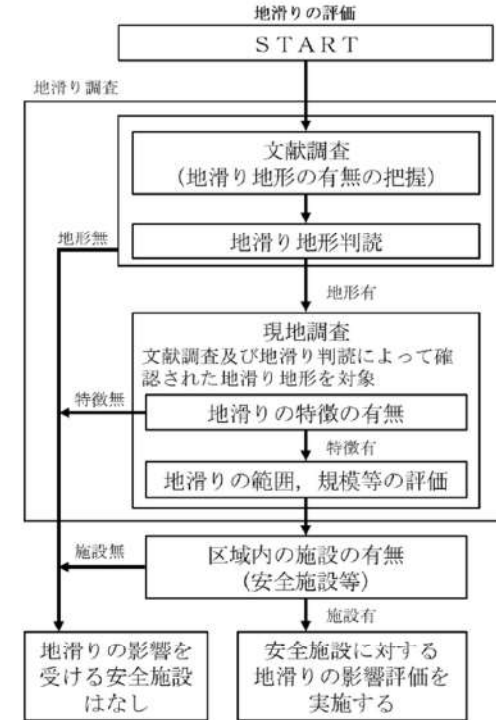 地滑りの評価
ＳＴＡＲＴ
地滑り調査
文献調査
(地滑り地形の有無の把握)
地滑り地形判読
地形無
地形有
現地調査
文献調査及び地滑り判読によって確
認された地滑り地形を対象
特徴無
地滑りの特徴の有無
特徴有
地滑りの範囲，規模等の評価
施設無
区域内の施設の有無
(安全施設等)
施設有
地滑りの影響を
受ける安全施設
はなし
安全施設に対する
地滑りの影響評価を
実施する